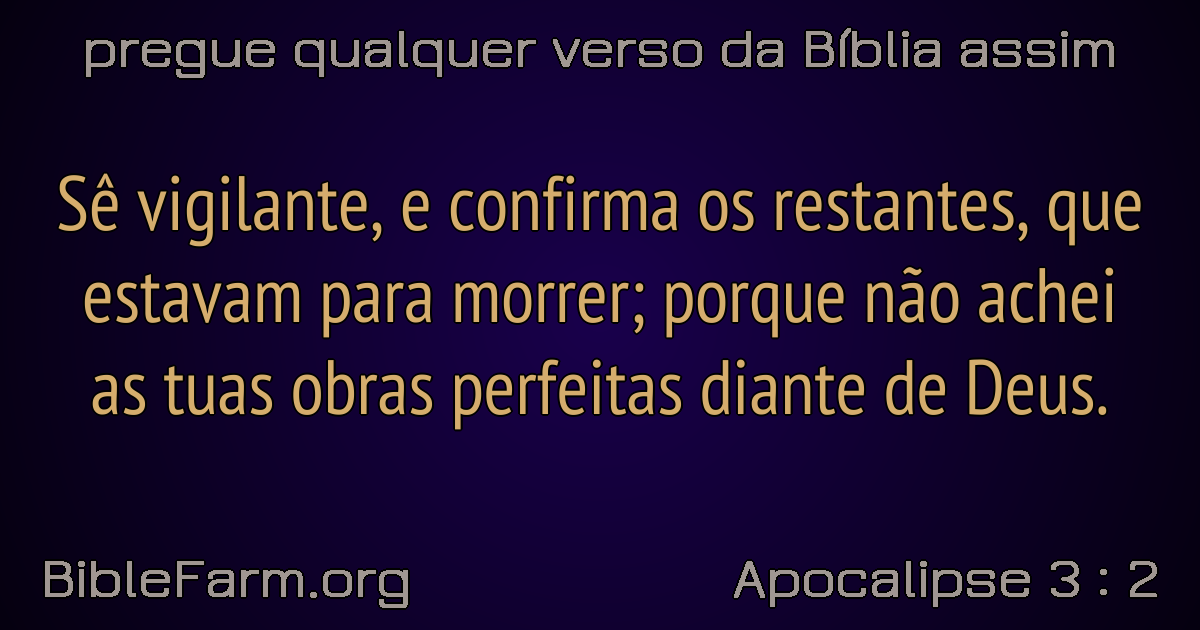 pregue qualquer verso da Bíblia assim
Sê vigilante, e confirma os restantes, que
estavam para morrer; porque não achei
as tuas obras perfeitas diante de Deus.
BibleFarm.org
Apocalipse 3 : 2